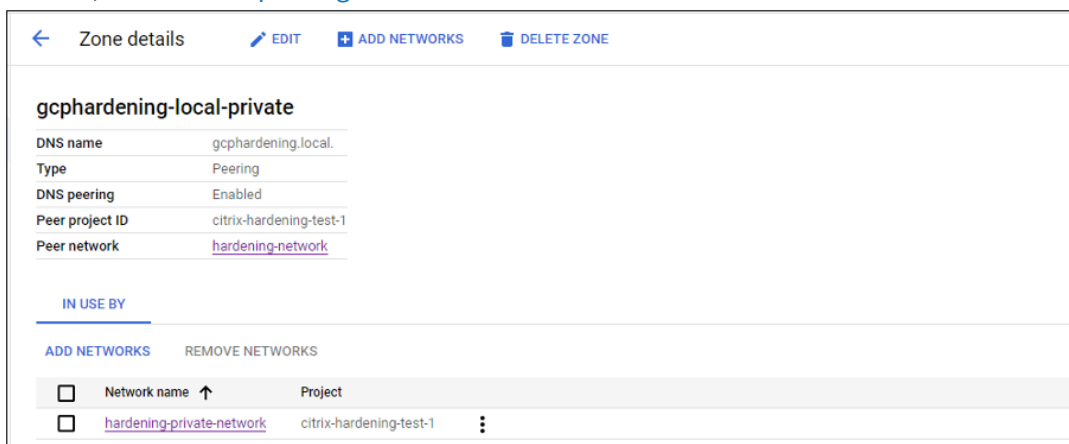 Zone details EDIT ADD NETWORKS DELETE ZONE
gcphardening-local-private
DNS name gcphardening.local.
Type Peering
DNS peering Enabled
Peer project ID citrix-hardening-test-1
Peer network hardening-network
IN USE BY
ADD NETWORKS REMOVE NETWORKS
Network name Project
hardening-private-network citrix-hardening-test-1